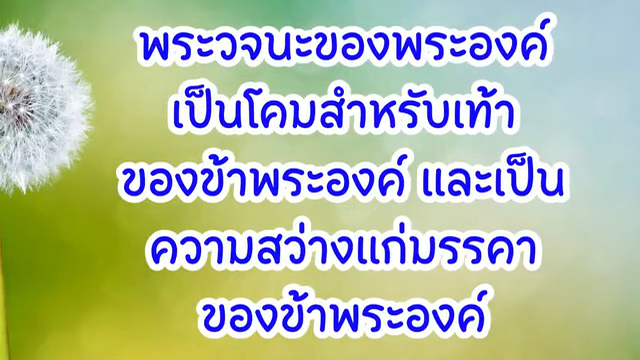 พระวจนะของพระองค์
เป็นโคมสำหรับเท้า
ของข้าพระองค์ และเป็น
ความสว่างแก่มรรคา
ของข้าพระองค์